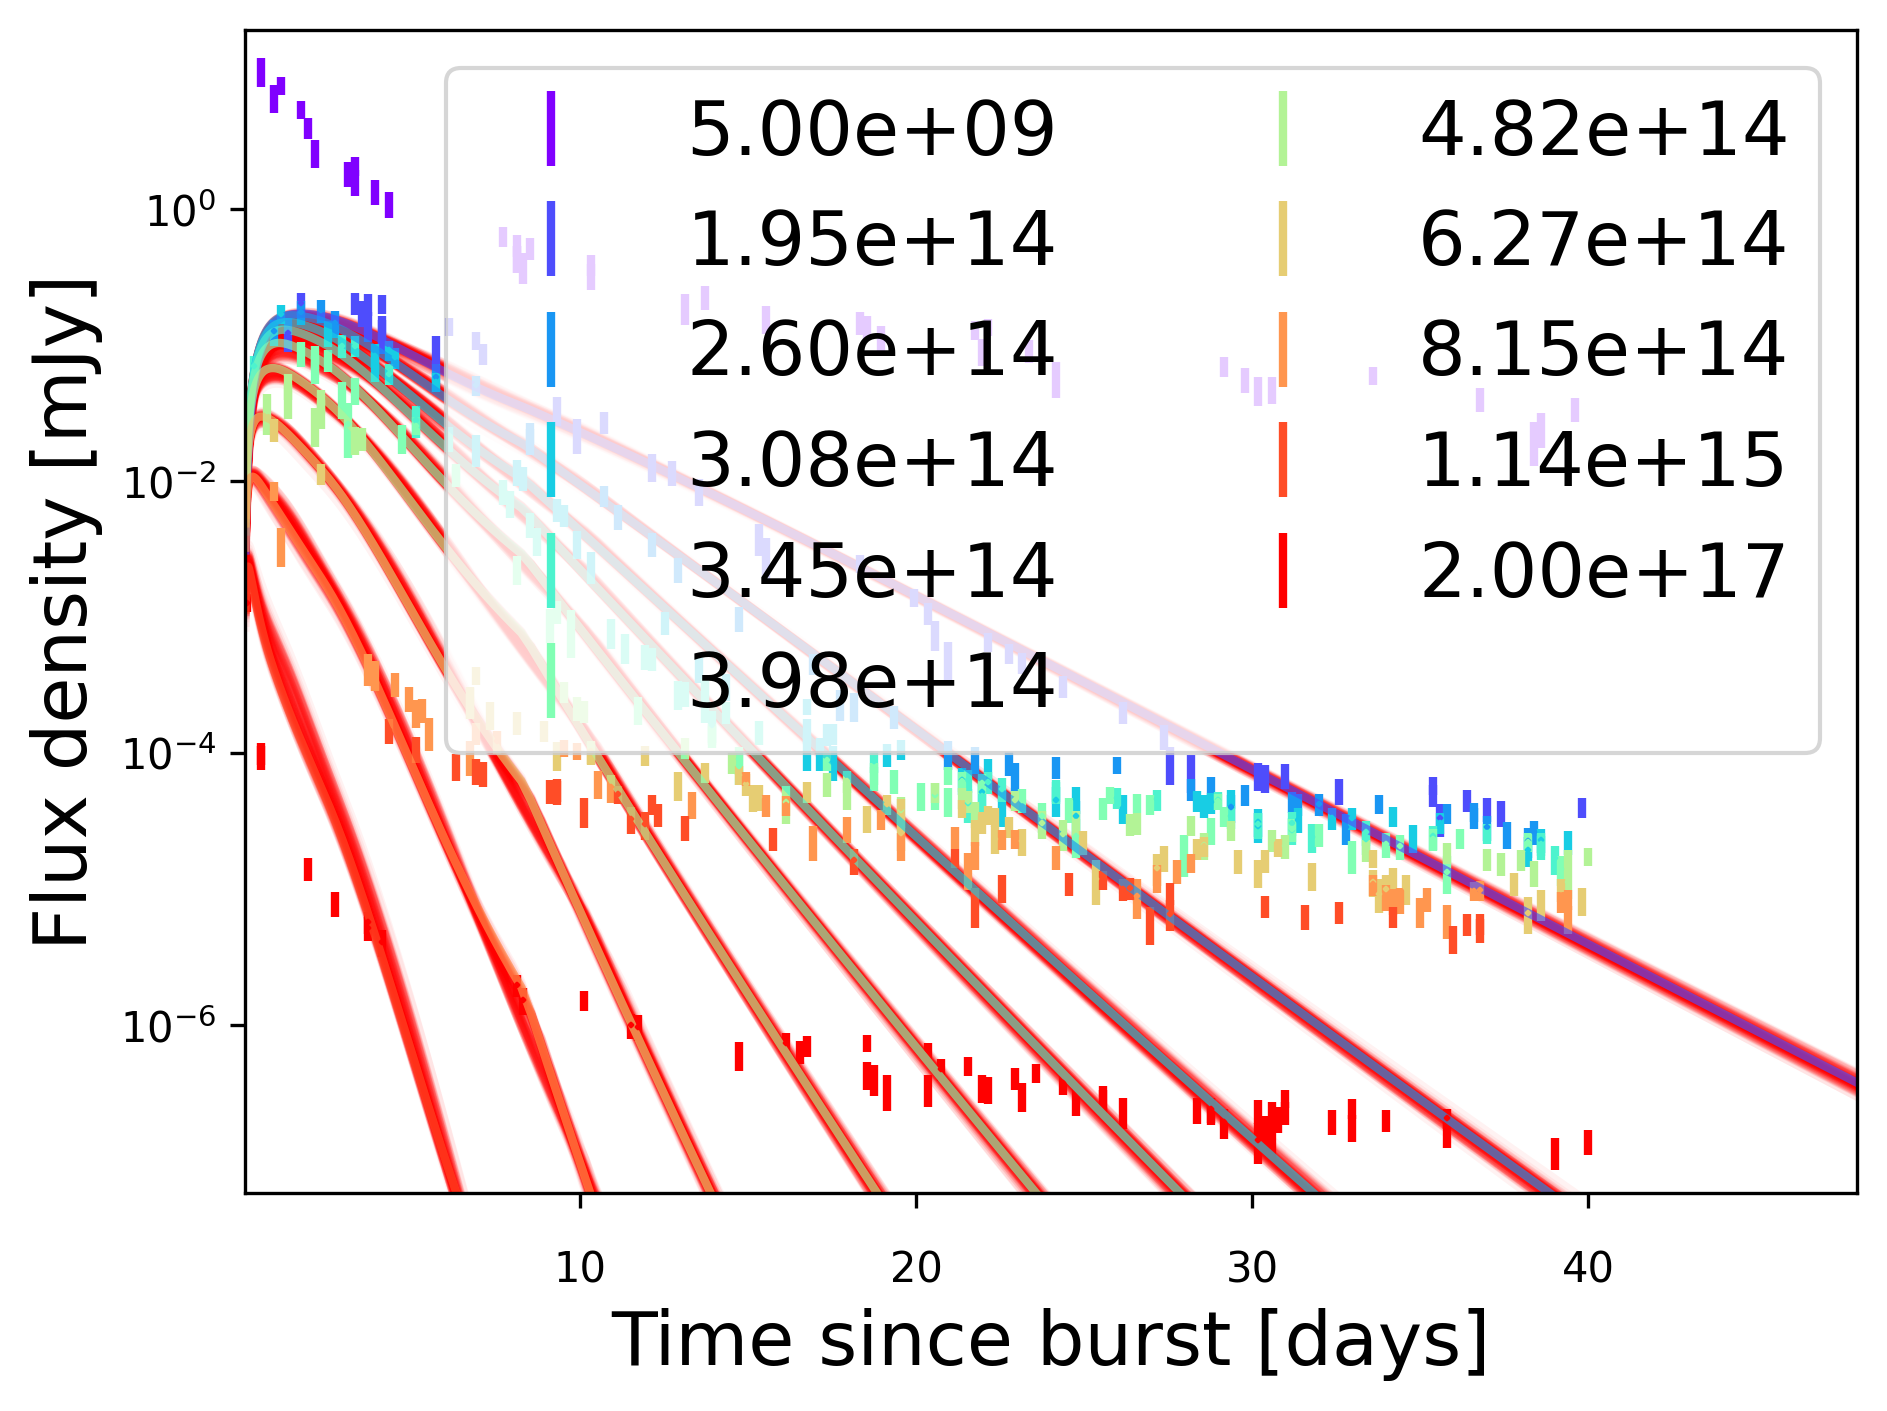 Flux density [mJy]
10^0
10^−2
10^−4
10^−6
5.00e+09
1.95e+14
2.60e+14
3.08e+14
3.45e+14
3.98e+14
4.82e+14
6.27e+14
8.15e+14
1.14e+15
2.00e+17
10 20 30 40
Time since burst [days]